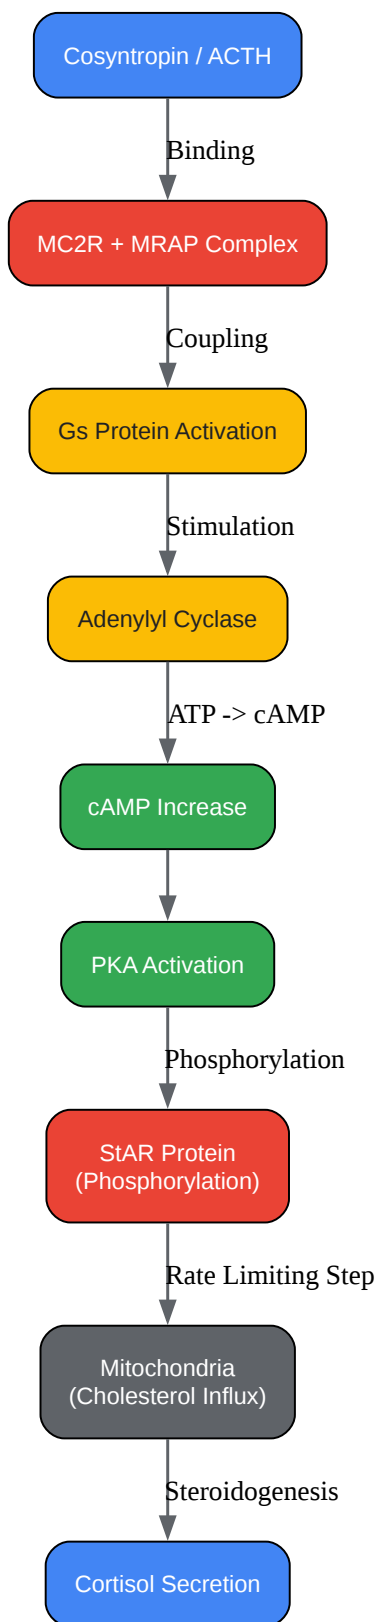 Cosyntropin / ACTH
Binding
MC2R + MRAP Complex
Coupling
Gs Protein Activation
Stimulation
Adenylyl Cyclase
ATP -> cAMP
cAMP Increase
PKA Activation
Phosphorylation
StAR Protein
(Phosphorylation)
Rate Limiting Step
Mitochondria
(Cholesterol Influx)
Steroidogenesis
Cortisol Secretion